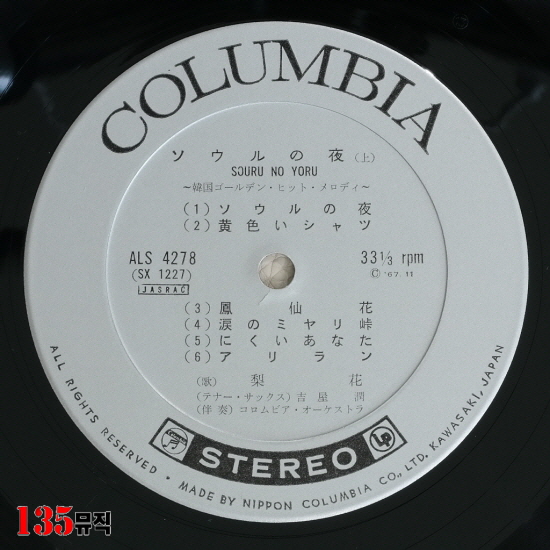 COLUMBIA
ソウルの夜(上)
SOURU NO YORU
~韓国ゴールデン・ヒット・メロディ~
(1)ソウルの夜
(2)黄色いシャツ
ALS 4278
(SX 1227)
JASRAC
33 1/3 rpm
Ⓒ '67.11
(3)鳳仙花
(4)涙のミヤリ峠
(5)にくいあなた
(6)アリラン
(歌)梨花
(テナー・サックス)吉屋潤
(伴奏)コロムビア・オーケストラ
STEREO
LP
ALL RIGHTS RESERVED • MADE BY NIPPON COLUMBIA CO., LTD. KAWASAKI, JAPAN
135뮤직